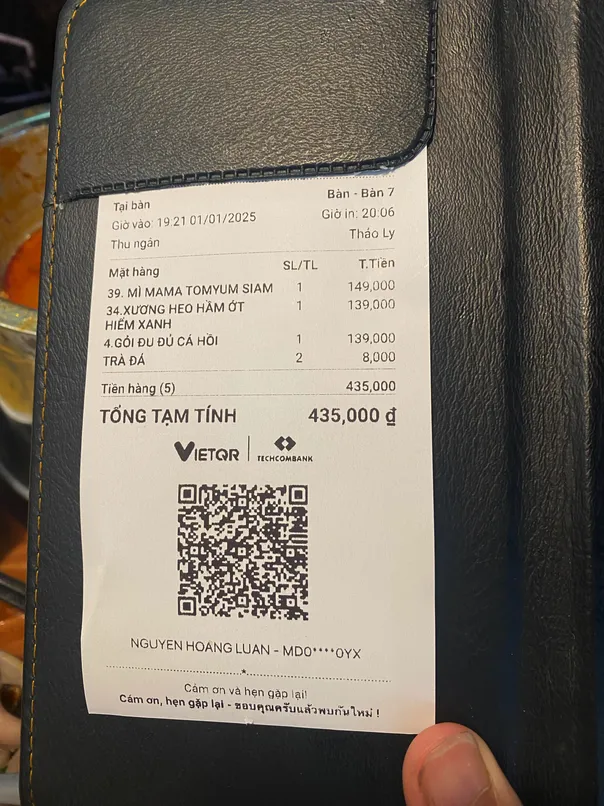 Tại bàn Bàn - Bàn 7
Giờ vào: 19:21 01/01/2025 Giờ in: 20:06
Thu ngân Thảo Ly
Mặt hàng SL/TL T.Tiền
39. MÌ MAMA TOMYUM SIAM 1 149,000
34.XƯƠNG HEO HẦM ỚT 1 139,000
HIỂM XANH
4.GỎI ĐU ĐỦ CÁ HỒI 1 139,000
TRÀ ĐÁ 2 8,000
Tiền hàng (5) 435,000
TỔNG TẠM TÍNH 435,000 ₫
VIETQR TECHCOMBANK
NGUYEN HOANG LUAN - MD0****0YX
Cảm ơn và hẹn gặp lại!
Cảm ơn, hẹn gặp lại - ขอบคุณครับแล้วพบกันใหม่ !